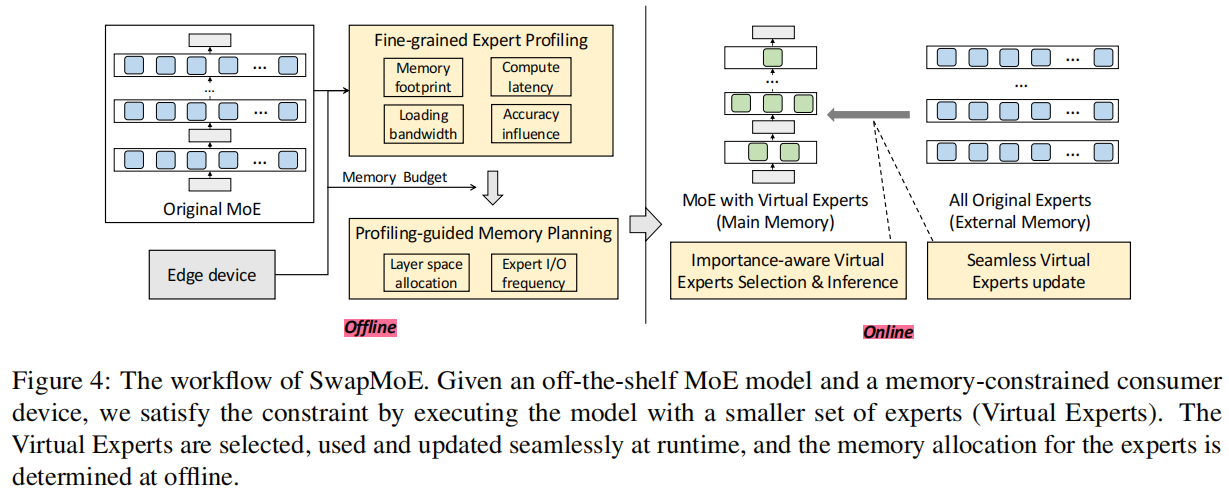 Original MoE
Edge device
Fine-grained Expert Profiling
Memory
footprint
Compute
latency
Loading
bandwidth
Accuracy
influence
Memory Budget
Profiling-guided Memory Planning
Layer space
allocation
Expert I/O
frequency
Offline
...
...
...
...
MoE with Virtual Experts
(Main Memory)
...
...
...
...
...
All Original Experts
(External Memory)
Importance-aware Virtual
Experts Selection & Inference
Seamless Virtual
Experts update
Online
Figure 4: The workflow of SwapMoE. Given an off-the-shelf MoE model and a memory-constrained consumer
device, we satisfy the constraint by executing the model with a smaller set of experts (Virtual Experts). The
Virtual Experts are selected, used and updated seamlessly at runtime, and the memory allocation for the experts is
determined at offline.